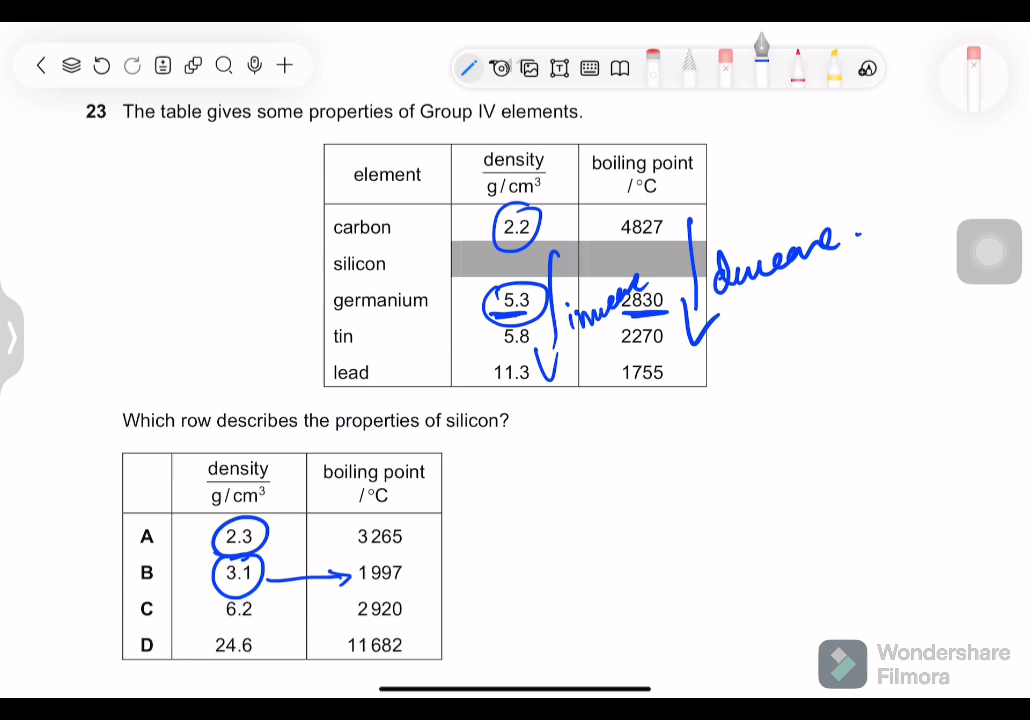 23 The table gives some properties of Group IV elements.
element density g/cm³ boiling point /°C
carbon 2.2 4827
silicon
germanium 5.3 2830
tin 5.8 2270
lead 11.3 1755
increase
decrease.
Which row describes the properties of silicon?
density g/cm³ boiling point /°C
A 2.3 3265
B 3.1 1997
C 6.2 2920
D 24.6 11682
Wondershare
Filmora